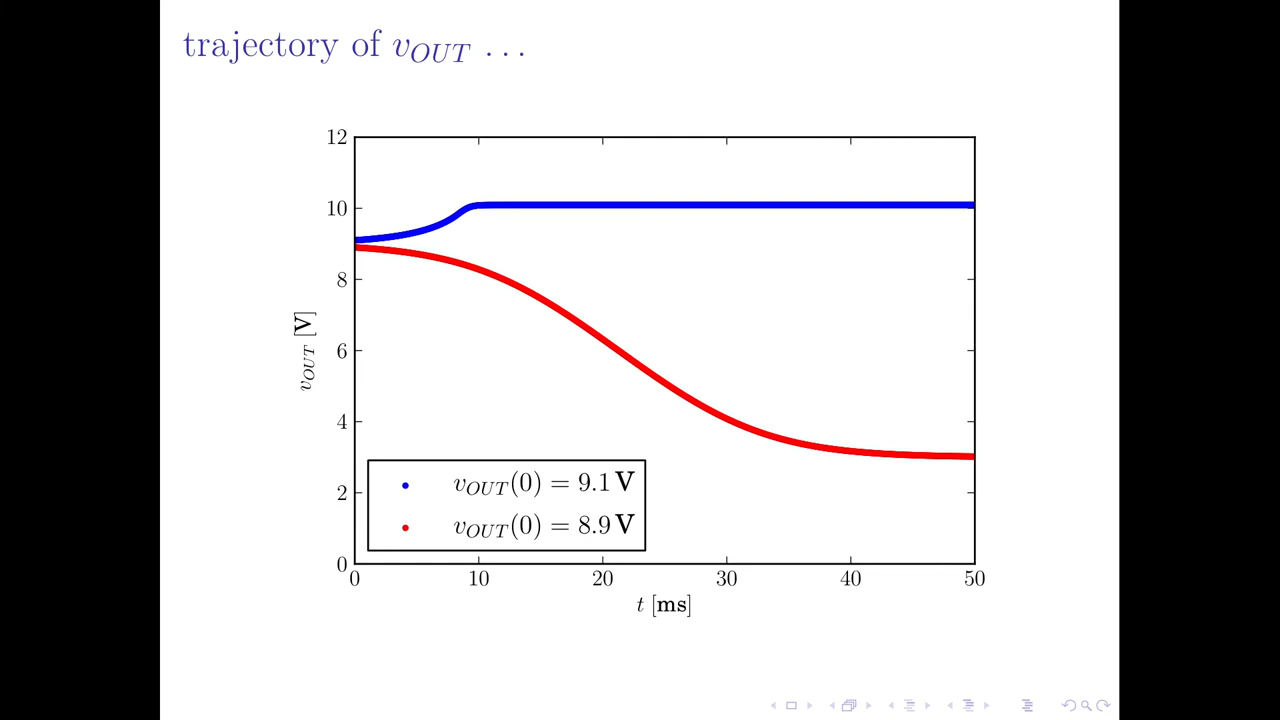 trajectory of v_OUT ...
12
10
8
6
4
2
0
v_OUT [V]
v_OUT(0) = 9.1 V
v_OUT(0) = 8.9 V
0 10 20 30 40 50
t [ms]